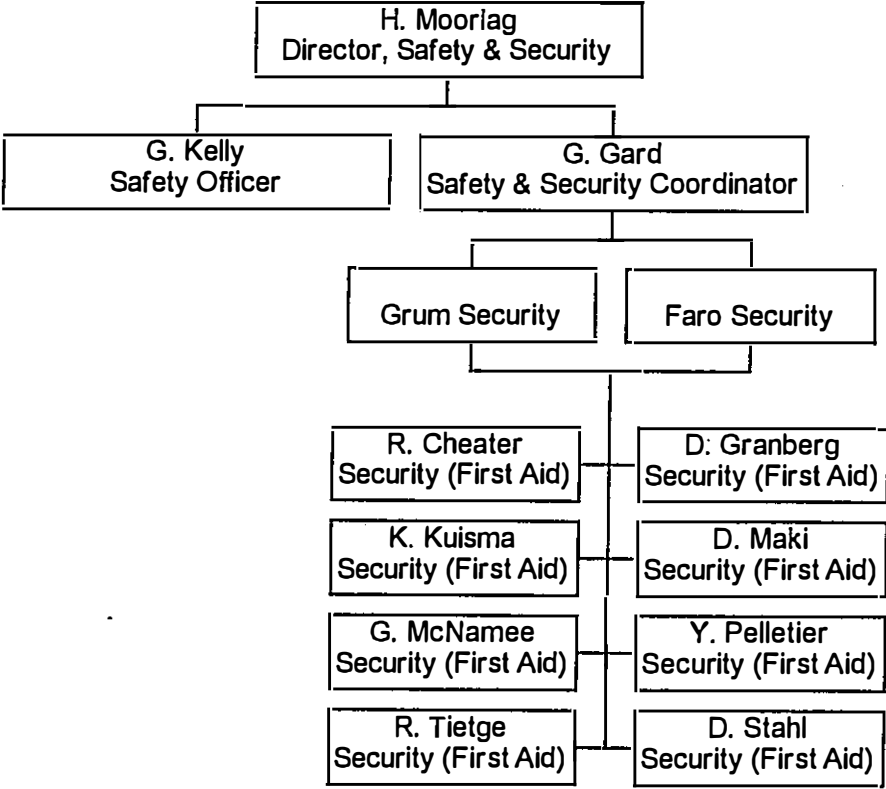 H. Moorlag
Director, Safety & Security
G. Kelly
Safety Officer
G. Gard
Safety & Security Coordinator
Grum Security
Faro Security
R. Cheater
Security (First Aid)
D: Granberg
Security (First Aid)
K. Kuisma
Security (First Aid)
D. Maki
Security (First Aid)
G. McNamee
Security (First Aid)
Y. Pelletier
Security (First Aid)
R. Tietge
Security (First Aid)
D. Stahl
Security (First Aid)